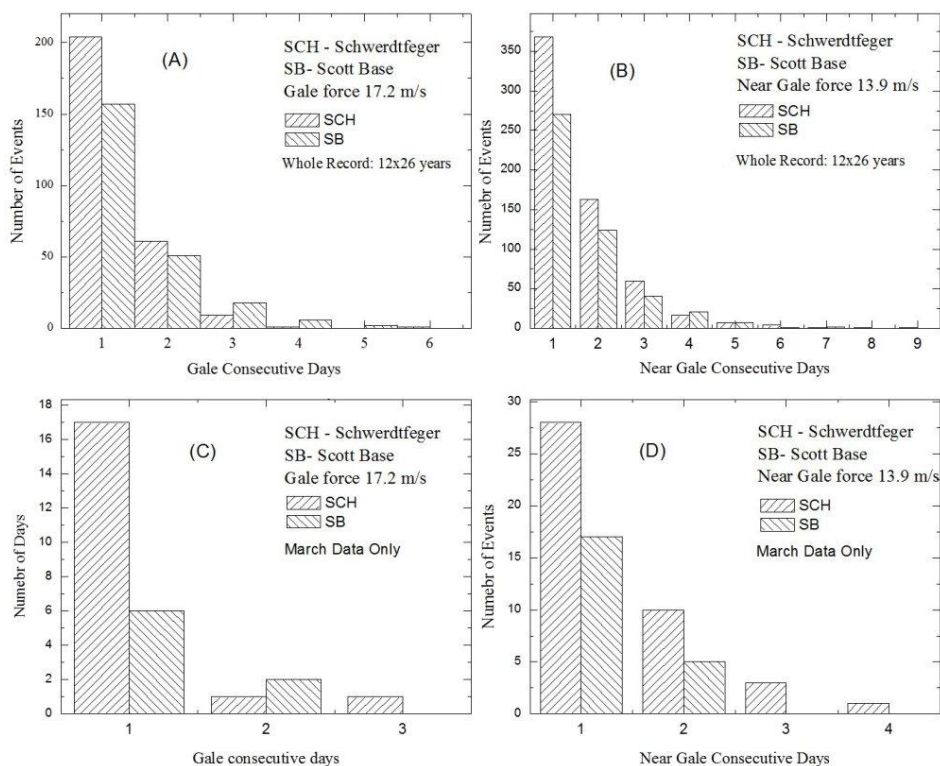 (A)
SCH - Schwerdtfeger
SB- Scott Base
Gale force 17.2 m/s
SCH
SB
Whole Record: 12x26 years
200
150
100
50
0
Number of Events
1 2 3 4 5 6
Gale Consecutive Days
(B)
SCH - Schwerdtfeger
SB- Scott Base
Near Gale force 13.9 m/s
SCH
SB
Whole Record: 12x26 years
350
300
250
200
150
100
50
0
Numebr of Events
1 2 3 4 5 6 7 8 9
Near Gale Consecutive Days
(C)
SCH - Schwerdtfeger
SB- Scott Base
Gale force 17.2 m/s
SCH
SB
March Data Only
18
16
14
12
10
8
6
4
2
0
Numebr of Days
1 2 3
Gale consecutive days
(D)
SCH - Schwerdtfeger
SB- Scott Base
Near Gale force 13.9 m/s
SCH
SB
March Data Only
30
25
20
15
10
5
0
Numebr of Events
1 2 3 4
Near Gale Consecutive Days